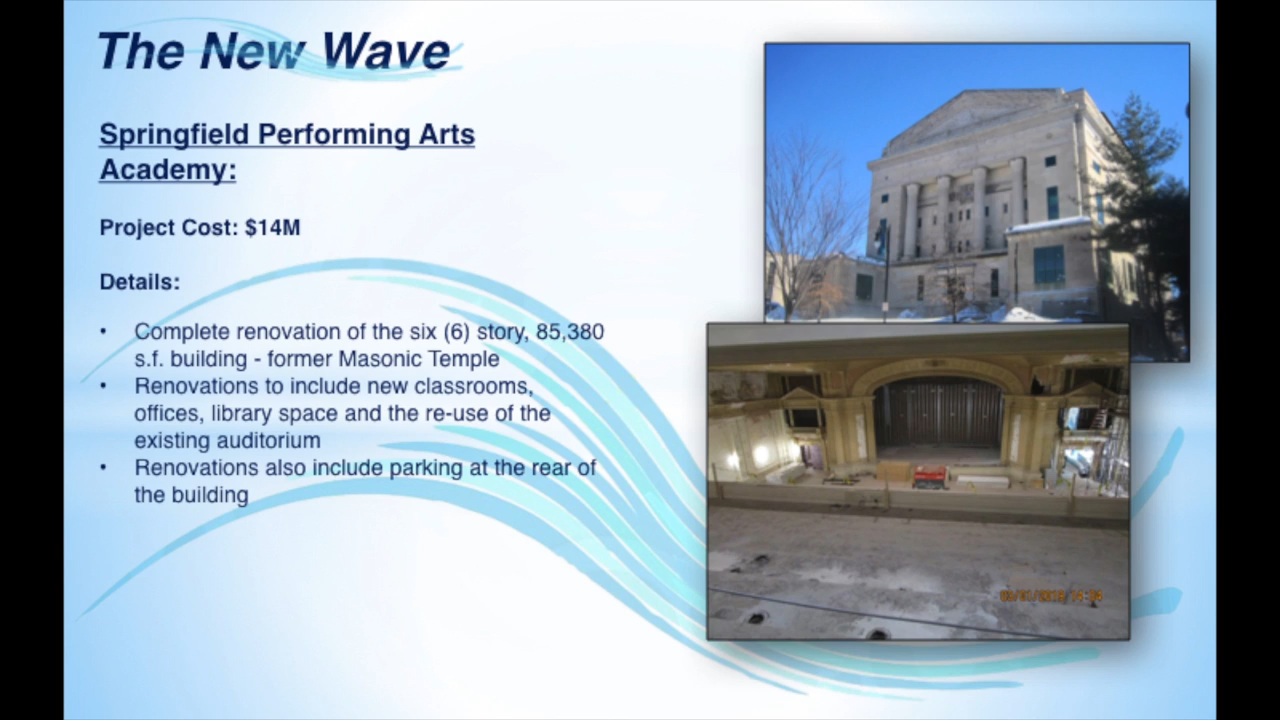 The New Wave
Springfield Performing Arts
Academy:
Project Cost: $14M
Details:
• Complete renovation of the six (6) story, 85,380
s.f. building - former Masonic Temple
• Renovations to include new classrooms,
offices, library space and the re-use of the
existing auditorium
• Renovations also include parking at the rear of
the building